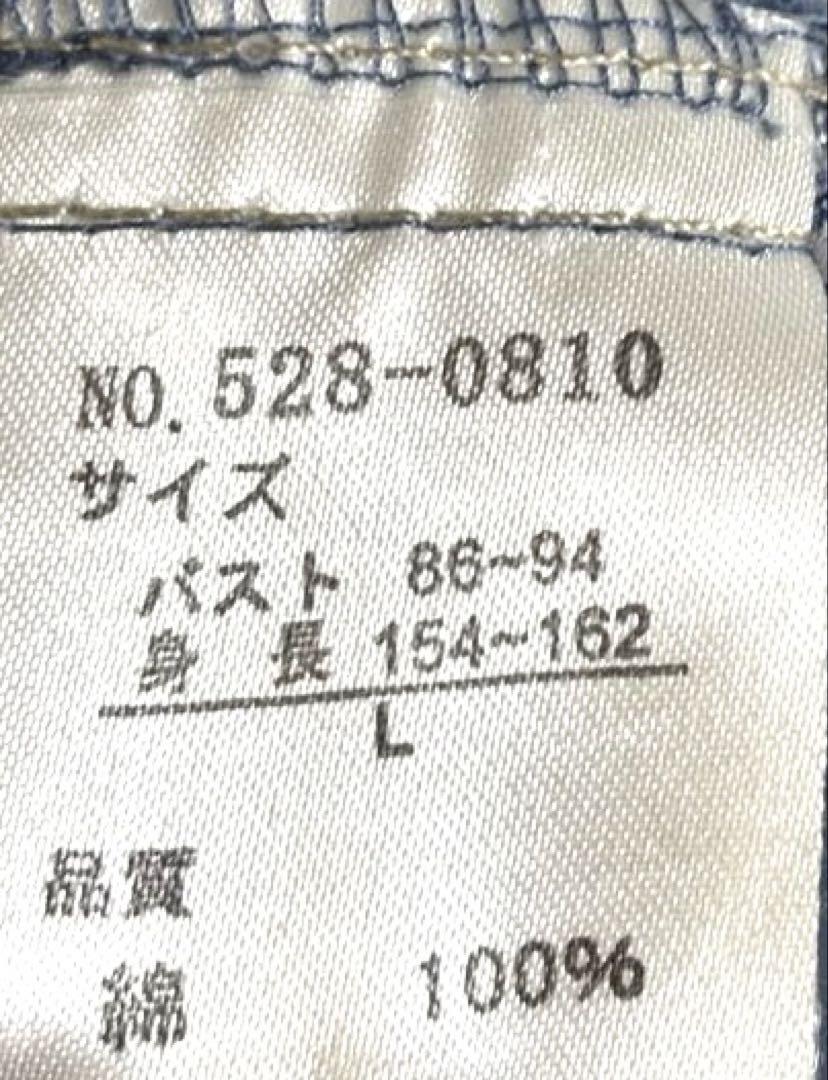 NO.528-0810
サイズ
バスト 86~94
身 長 154~162
L
品質
綿 100%